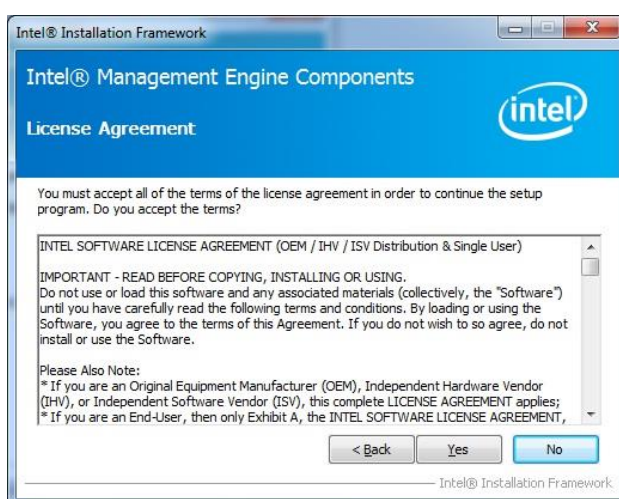 Intel® Installation Framework
Intel® Management Engine Components
intel
License Agreement
You must accept all of the terms of the license agreement in order to continue the setup
program. Do you accept the terms?
INTEL SOFTWARE LICENSE AGREEMENT (OEM / IHV / ISV Distribution & Single User)
IMPORTANT - READ BEFORE COPYING, INSTALLING OR USING.
Do not use or load this software and any associated materials (collectively, the "Software")
until you have carefully read the following terms and conditions. By loading or using the
Software, you agree to the terms of this Agreement. If you do not wish to so agree, do not
install or use the Software.
Please Also Note:
* If you are an Original Equipment Manufacturer (OEM), Independent Hardware Vendor
(IHV), or Independent Software Vendor (ISV), this complete LICENSE AGREEMENT applies;
* If you are an End-User, then only Exhibit A, the INTEL SOFTWARE LICENSE AGREEMENT,
< Back Yes No
Intel® Installation Framework